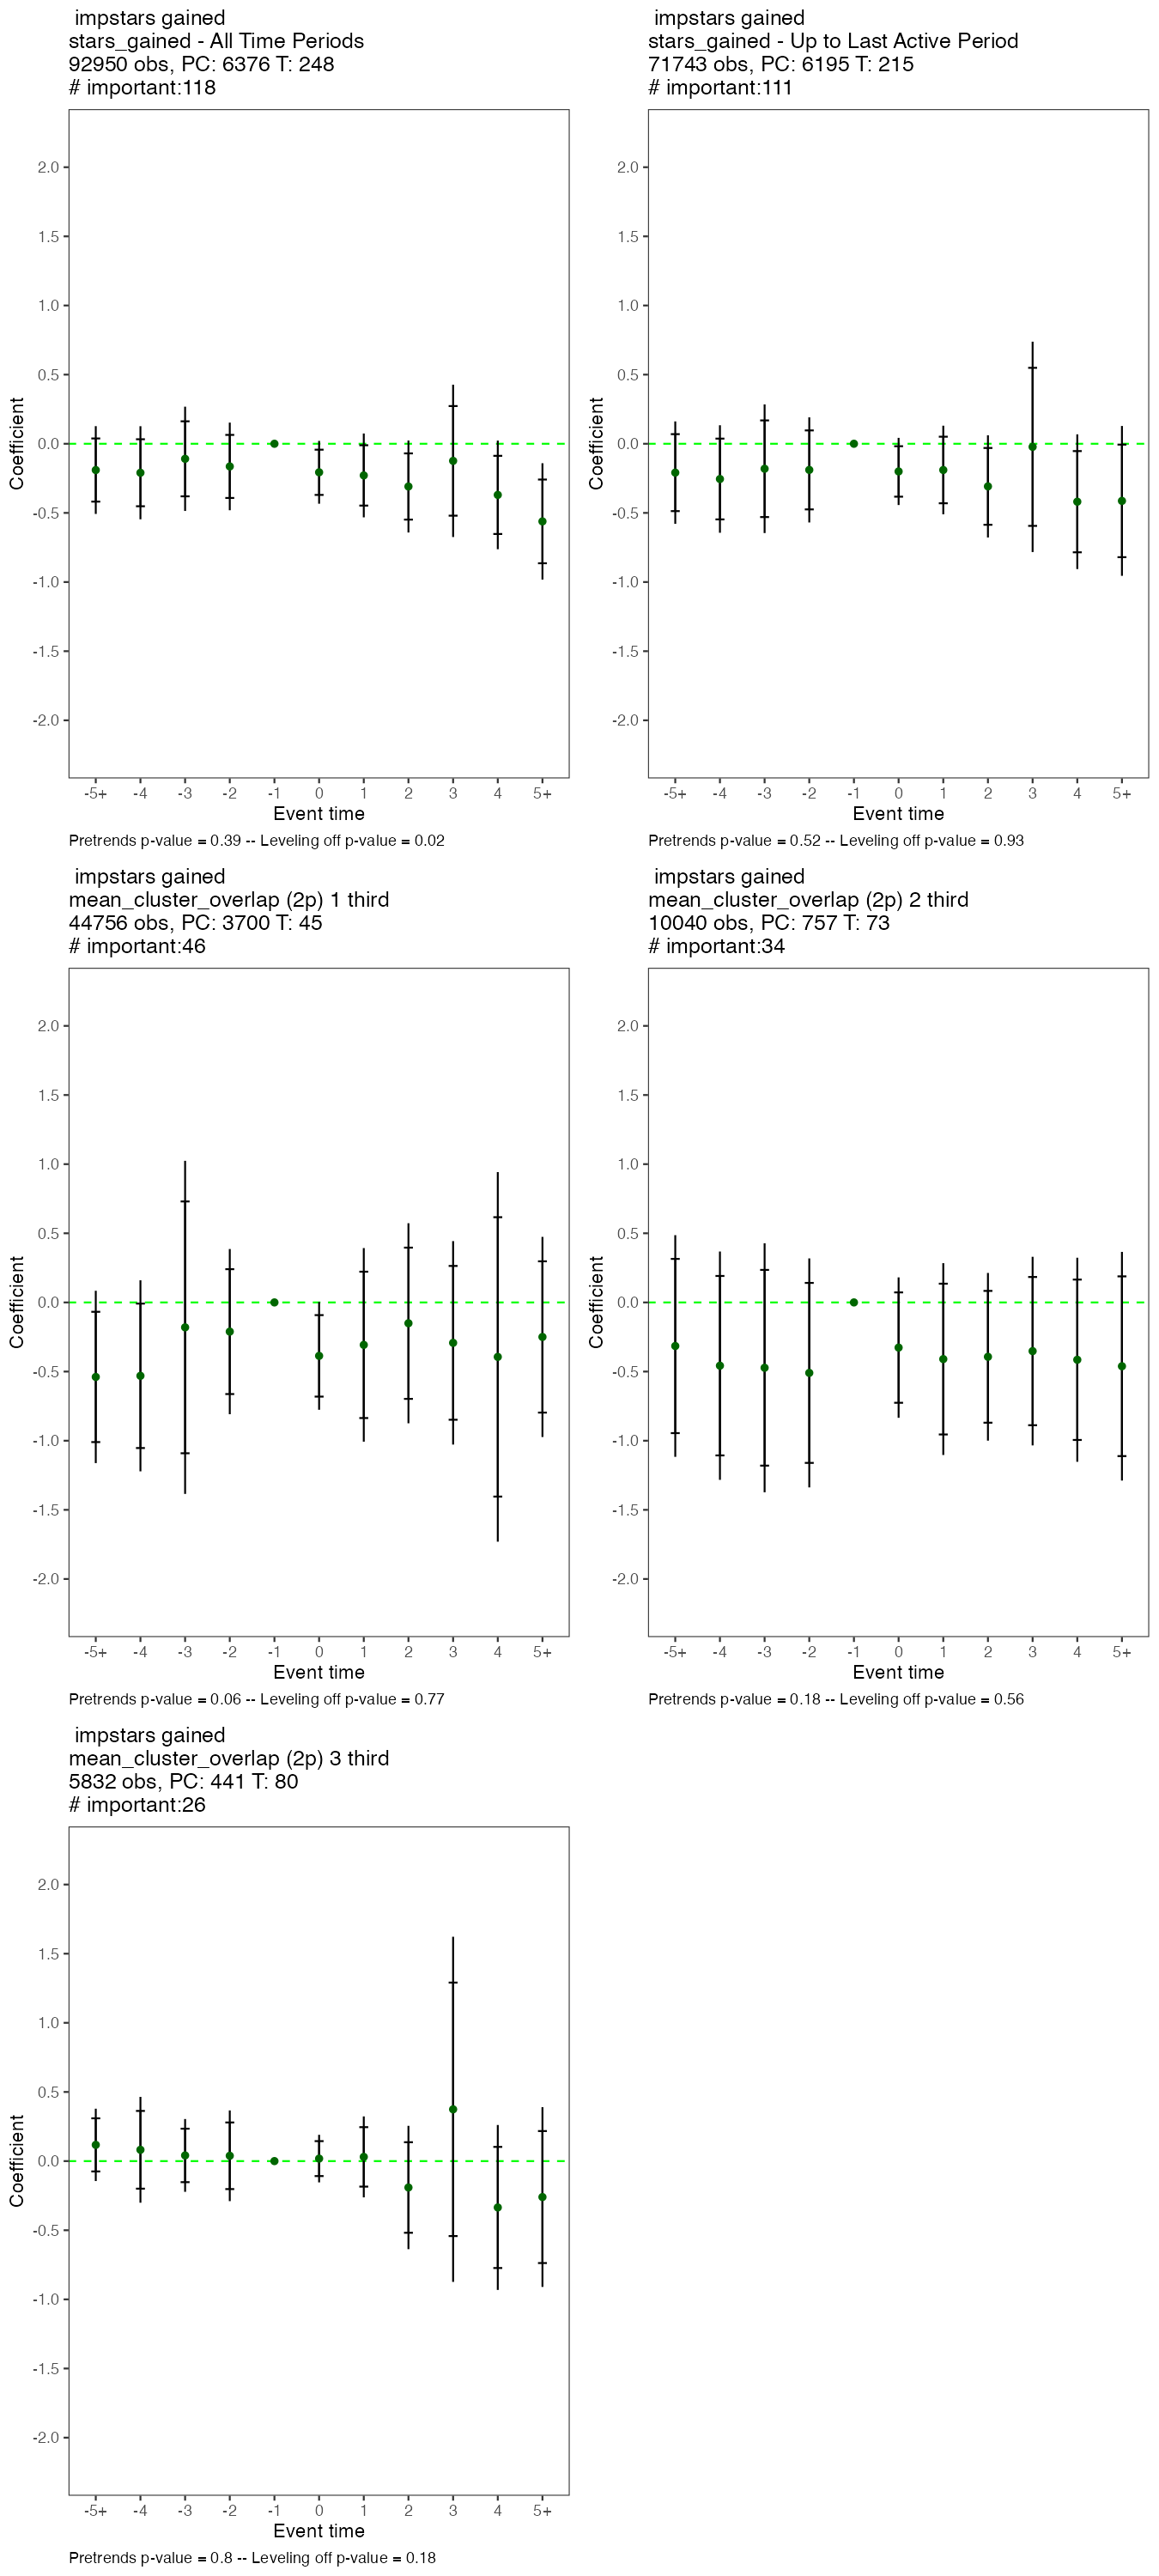 impstars gained
stars_gained - All Time Periods
92950 obs, PC: 6376 T: 248
# important:118
2.0
1.5
1.0
0.5
0.0
-0.5
-1.0
-1.5
-2.0
Coefficient
-5+ -4 -3 -2 -1 0 1 2 3 4 5+
Event time
Pretrends p-value = 0.39 -- Leveling off p-value = 0.02
impstars gained
stars_gained - Up to Last Active Period
71743 obs, PC: 6195 T: 215
# important:111
2.0
1.5
1.0
0.5
0.0
-0.5
-1.0
-1.5
-2.0
Coefficient
-5+ -4 -3 -2 -1 0 1 2 3 4 5+
Event time
Pretrends p-value = 0.52 -- Leveling off p-value = 0.93
impstars gained
mean_cluster_overlap (2p) 1 third
44756 obs, PC: 3700 T: 45
# important:46
2.0
1.5
1.0
0.5
0.0
-0.5
-1.0
-1.5
-2.0
Coefficient
-5+ -4 -3 -2 -1 0 1 2 3 4 5+
Event time
Pretrends p-value = 0.06 -- Leveling off p-value = 0.77
impstars gained
mean_cluster_overlap (2p) 2 third
10040 obs, PC: 757 T: 73
# important:34
2.0
1.5
1.0
0.5
0.0
-0.5
-1.0
-1.5
-2.0
Coefficient
-5+ -4 -3 -2 -1 0 1 2 3 4 5+
Event time
Pretrends p-value = 0.18 -- Leveling off p-value = 0.56
impstars gained
mean_cluster_overlap (2p) 3 third
5832 obs, PC: 441 T: 80
# important:26
2.0
1.5
1.0
0.5
0.0
-0.5
-1.0
-1.5
-2.0
Coefficient
-5+ -4 -3 -2 -1 0 1 2 3 4 5+
Event time
Pretrends p-value = 0.8 -- Leveling off p-value = 0.18